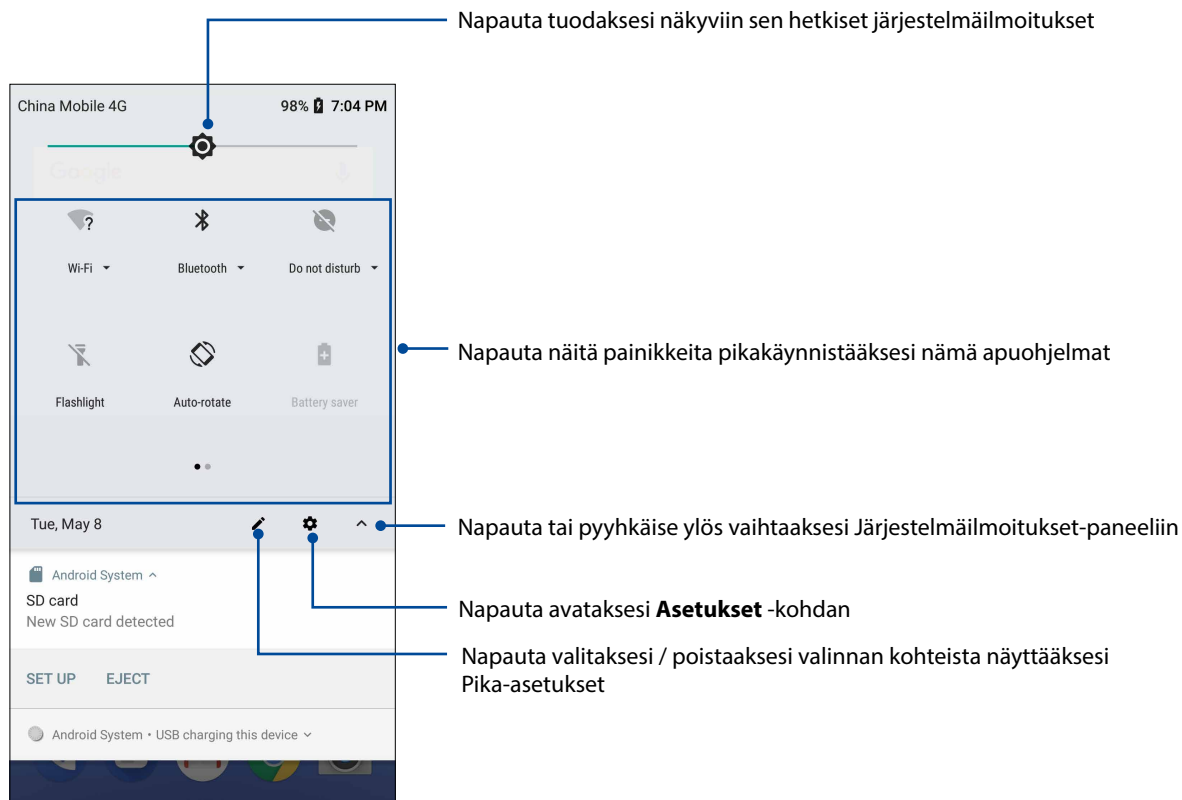 Napauta tuodaksesi näkyviin sen hetkiset järjestelmäilmoitukset
China Mobile 4G 98% 7:04 PM
Google
?
Wi-Fi Bluetooth Do not disturb
Napauta näitä painikkeita pikakäynnistääksesi nämä apuohjelmat
Flashlight Auto-rotate Battery saver
Tue, May 8
Napauta tai pyyhkäise ylös vaihtaaksesi Järjestelmäilmoitukset-paneeliin
Android System
SD card
New SD card detected
Napauta avataksesi Asetukset -kohdan
Napauta valitaksesi / poistaaksesi valinnan kohteista näyttääksesi
Pika-asetukset
SET UP EJECT
Android System • USB charging this device